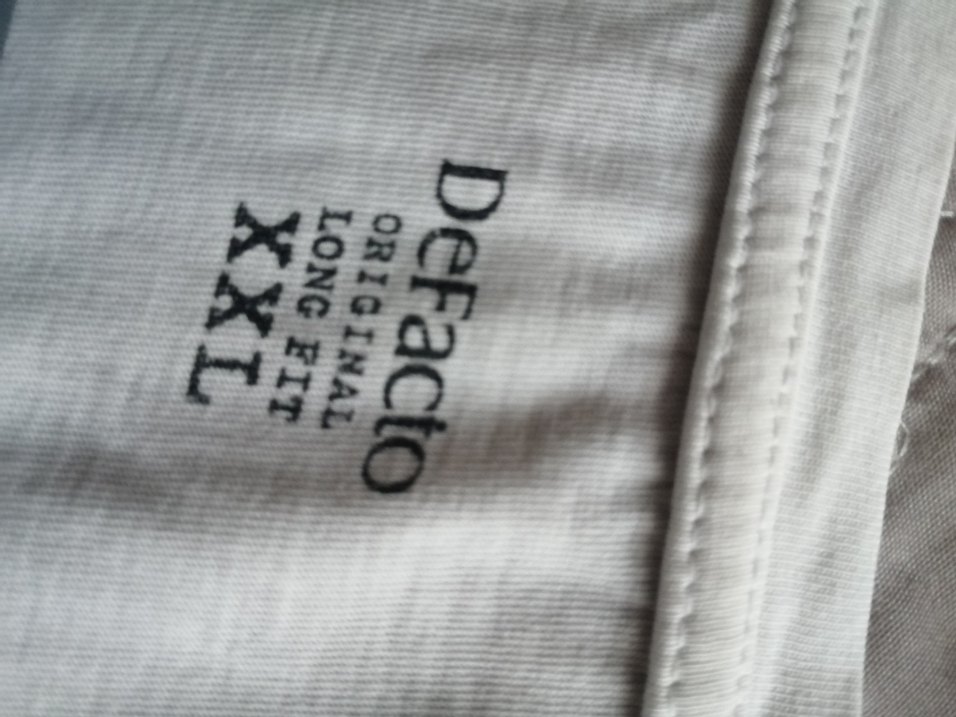 DeFacto
ORIGINAL
LONG FIT
XXL